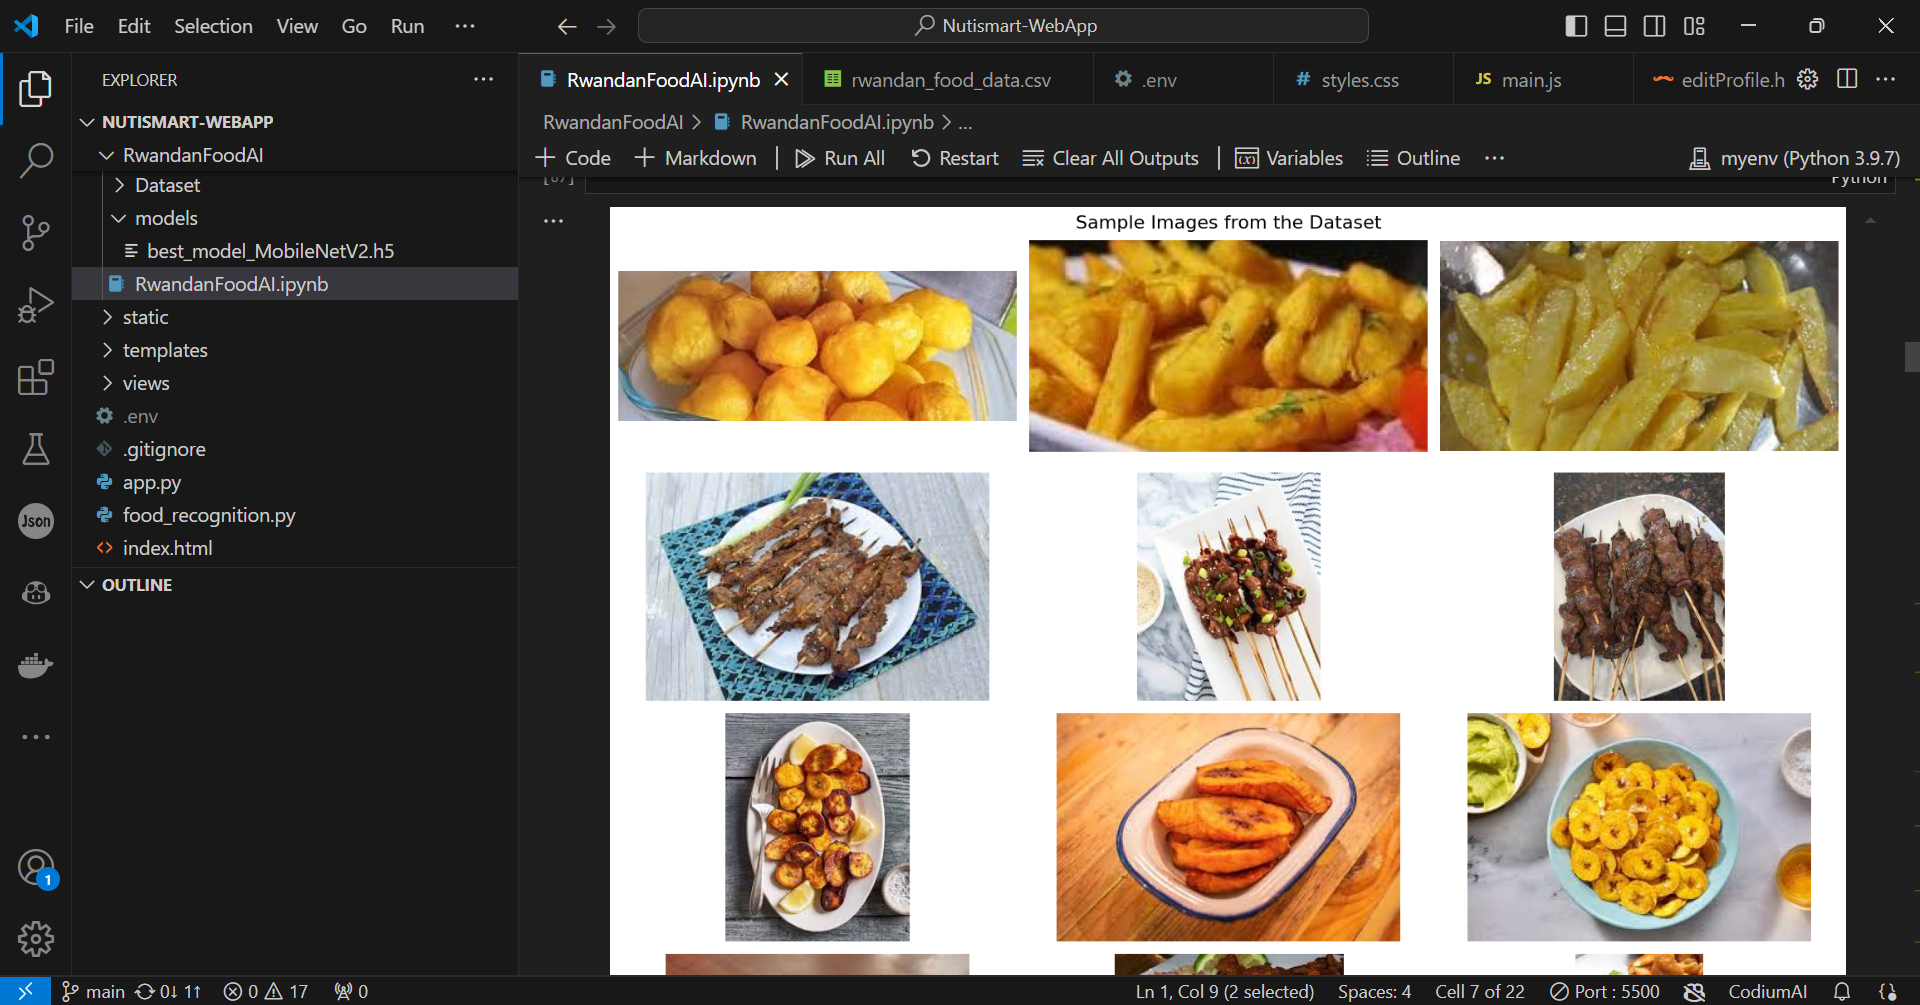 File Edit Selection View Go Run
Nutismart-WebApp
EXPLORER
NUTISMART-WEBAPP
RwandanFoodAI
Dataset
models
best_model_MobileNetV2.h5
RwandanFoodAI.ipynb
static
templates
views
.env
.gitignore
app.py
food_recognition.py
index.html
OUTLINE
Json
1
RwandanFoodAI.ipynb rwandan_food_data.csv .env # styles.css JS main.js editProfile.h
RwandanFoodAI > RwandanFoodAI.ipynb > ...
+ Code + Markdown | Run All Restart Clear All Outputs | Variables Outline ... myenv (Python 3.9.7)
Python
Sample Images from the Dataset
main 0↓ 1↑ 0 17 0 Ln 1, Col 9 (2 selected) Spaces: 4 Cell 7 of 22 Port : 5500 CodiumAI